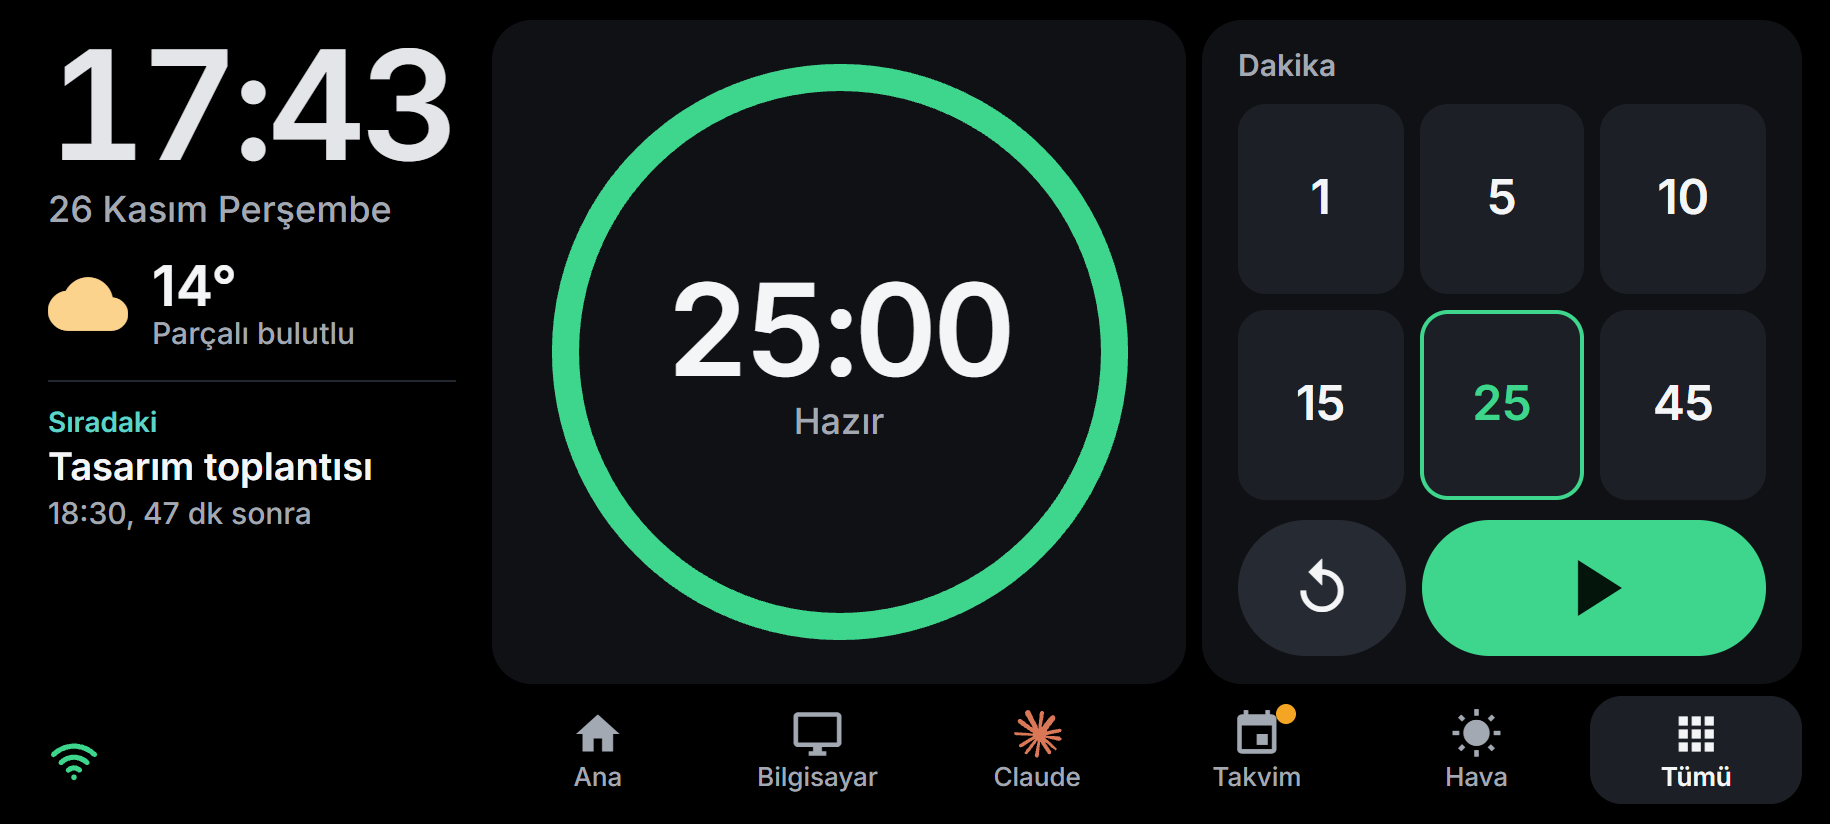 17:43
26 Kasım Perşembe
14°
Parçalı bulutlu
Sıradaki
Tasarım toplantısı
18:30, 47 dk sonra
25:00
Hazır
Dakika
1 5 10
15 25 45
Ana Bilgisayar Claude Takvim Hava Tümü